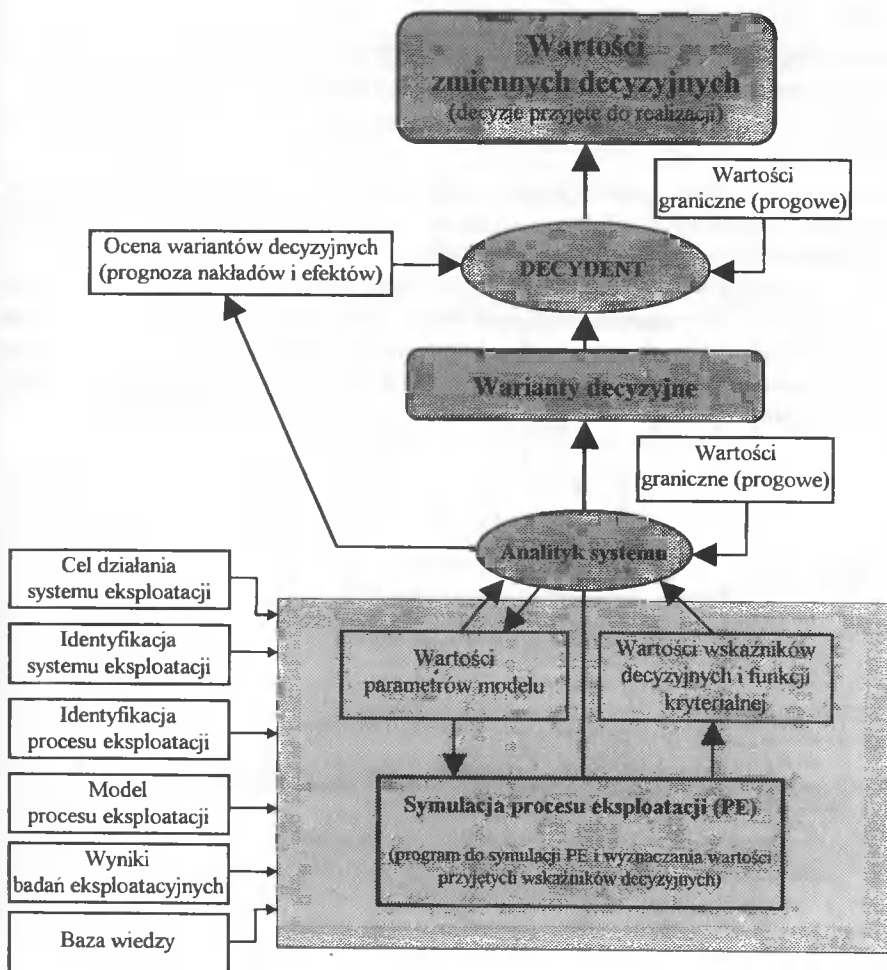 Wartości
zmiennych decyzyjnych
(decyzje przyjęte do realizacji)
Wartości
graniczne (progowe)
Ocena wariantów decyzyjnych
(prognoza nakładów i efektów)
DECYDENT
Warianty decyzyjne
Wartości
graniczne (progowe)
Analityk systemu
Cel działania
systemu eksploatacji
Identyfikacja
systemu eksploatacji
Identyfikacja
procesu eksploatacji
Model
procesu eksploatacji
Wyniki
badań eksploatacyjnych
Baza wiedzy
Wartości
parametrów modelu
Wartości wskaźników
decyzyjnych i funkcji
kryterialnej
Symulacja procesu eksploatacji (PE)
(program do symulacji PE i wyznaczania wartości
przyjętych wskaźników decyzyjnych)